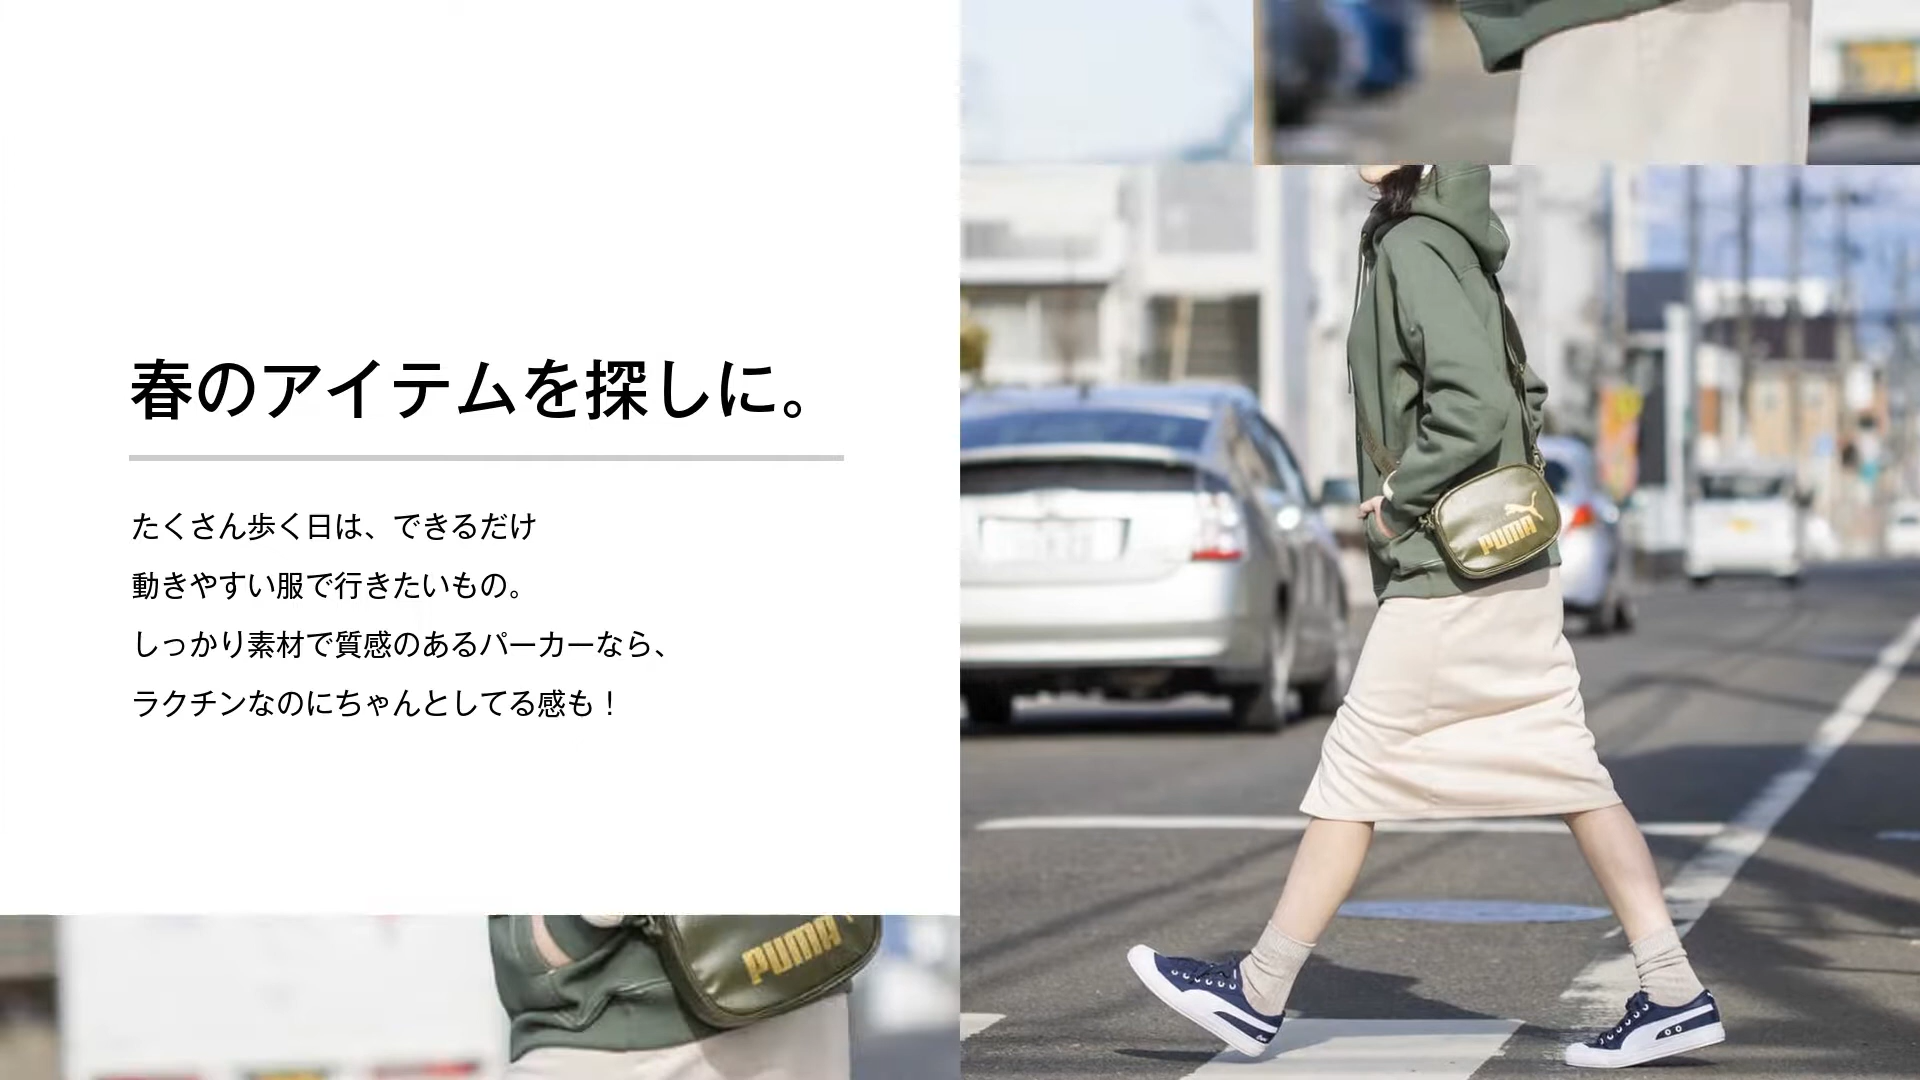 春のアイテムを探しに。
たくさん歩く日は、できるだけ
動きやすい服で行きたいもの。
しっかり素材で質感のあるパーカーなら、
ラクチンなのにちゃんとしてる感も！
PUMA
PUMA